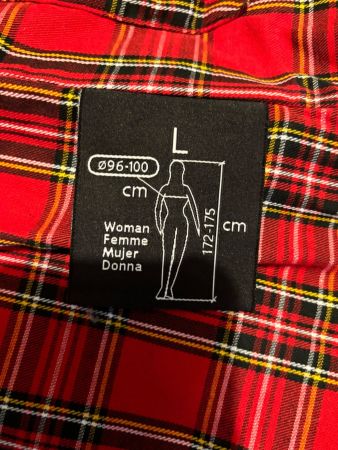 L
ø96-100
cm
Woman
Femme
Mujer
Donna
172-175
cm